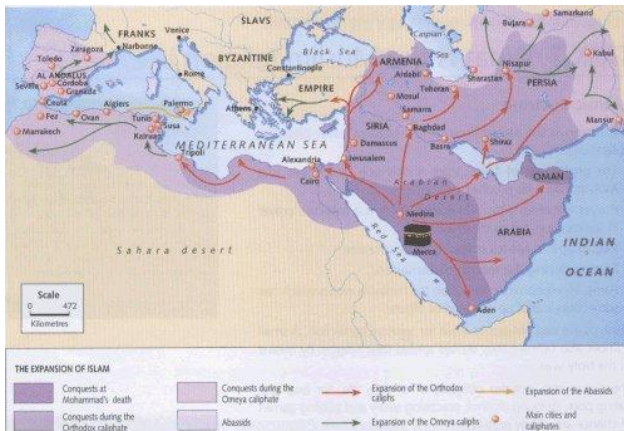 SLAVS
Samarkand
Bujara
Venice
FRANKS
Caspian
Sea
Zaragoza
Narbonne
Black Sea
Kabul
Toledo
BYZANTINE
ARMENIA
Nisapur
AL ANDALUS
Rome
Constantinople
Ardabil
Sharastan
PERSIA
Cordoba
Seville
Granada
EMPIRE
Teheran
Mosul
Ceuta
Algiers
Palermo
Athens
Samarra
Mansur
Fez
Oran
Tunis
SIRIA
Baghdad
Susa
Marrakech
Kairuan
MEDITERRANEAN SEA
Damascus
Basra
Shiraz
Tripoli
Alexandria
Jerusalem
Cairo
Arabian
Desert
OMAN
Medina
ARABIA
Sahara desert
Red Sea
Mecca
INDIAN
OCEAN
Scale
0 472
Kilometres
Aden
THE EXPANSION OF ISLAM
Conquests at
Mohammad's death
Conquests during the
Omeya caliphate
Expansion of the Orthodox
caliphs
Expansion of the Abassids
Conquests during the
Orthodox caliphate
Abassids
Expansion of the Omeya caliphs
Main cities and
caliphates